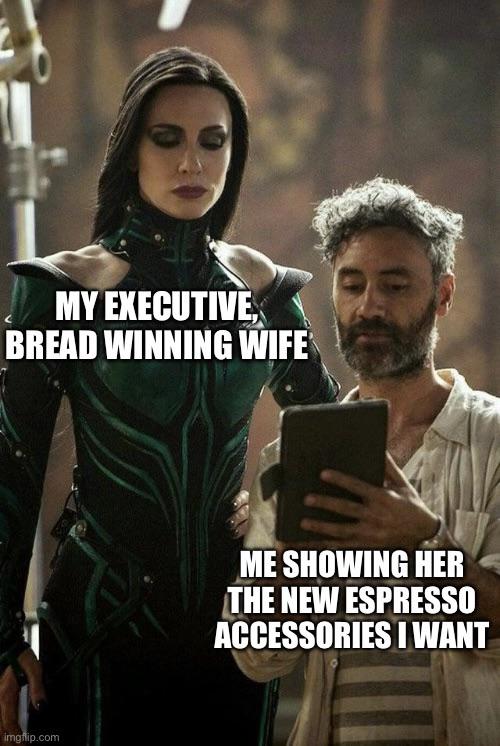 MY EXECUTIVE,
BREAD WINNING WIFE
ME SHOWING HER
THE NEW ESPRESSO
ACCESSORIES I WANT
imgflip.com